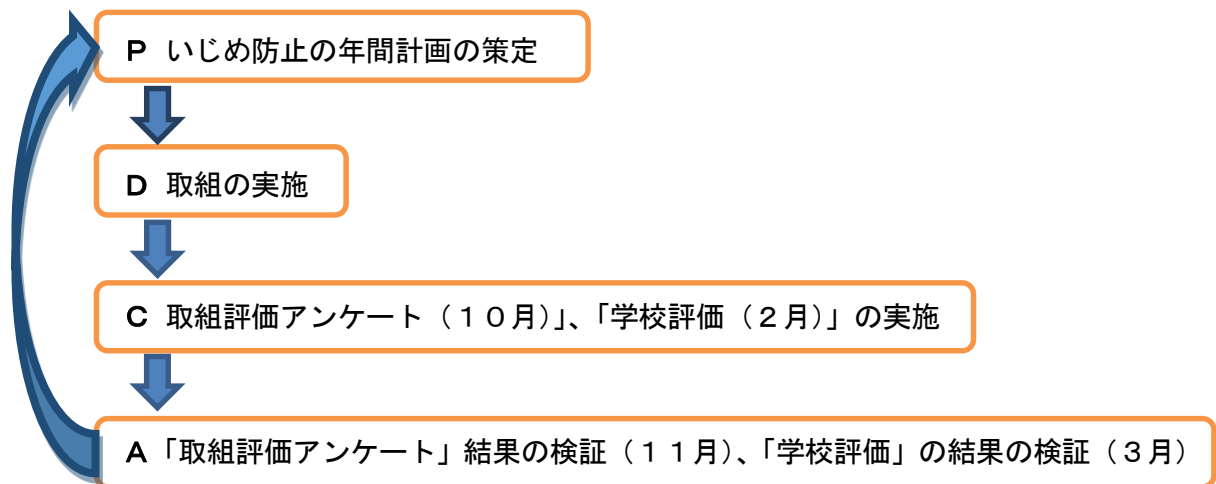 P いじめ防止の年間計画の策定
D 取組の実施
C 取組評価アンケート（１０月）」、「学校評価（２月）」の実施
A 「取組評価アンケート」結果の検証（１１月）、「学校評価」の結果の検証（３月）